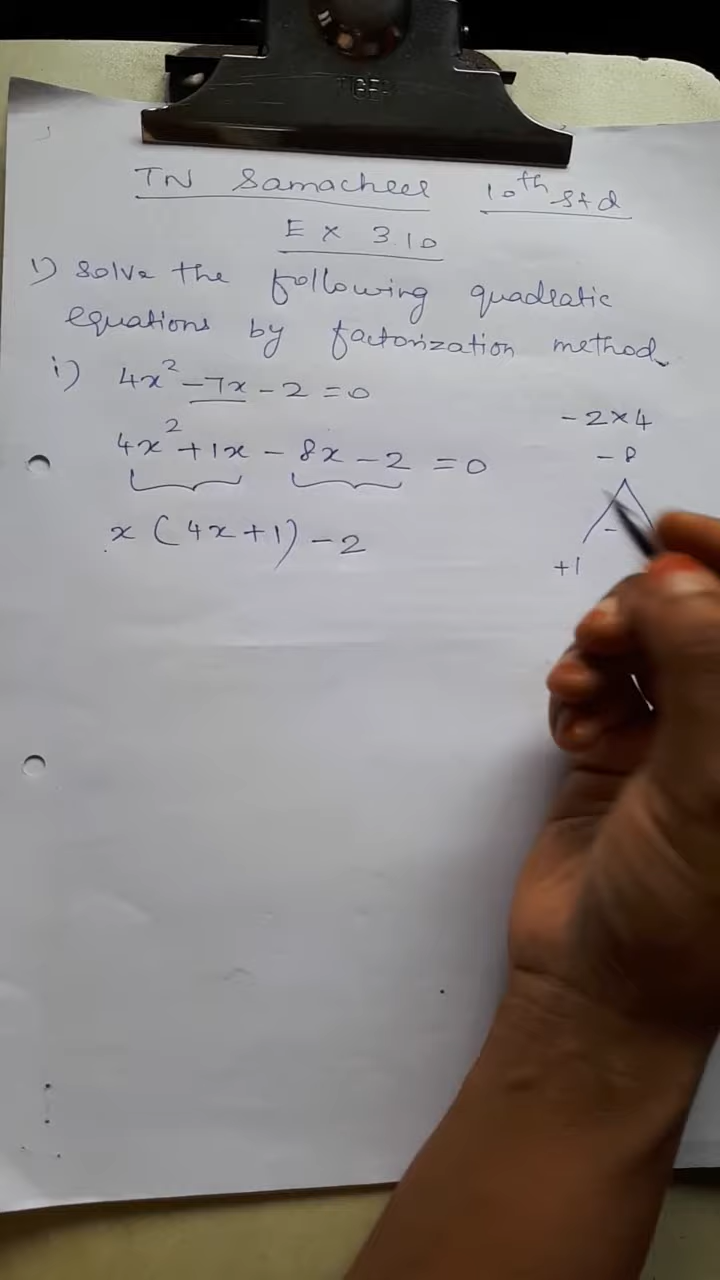 TIGER
TN Samacheer 10th Std
Ex 3.10
1) Solve the following quadratic
equations by factorization method.
i) 4x² - 7x - 2 = 0
-2 x 4
4x² + 1x - 8x - 2 = 0
-8
x (4x + 1) - 2
-
+1